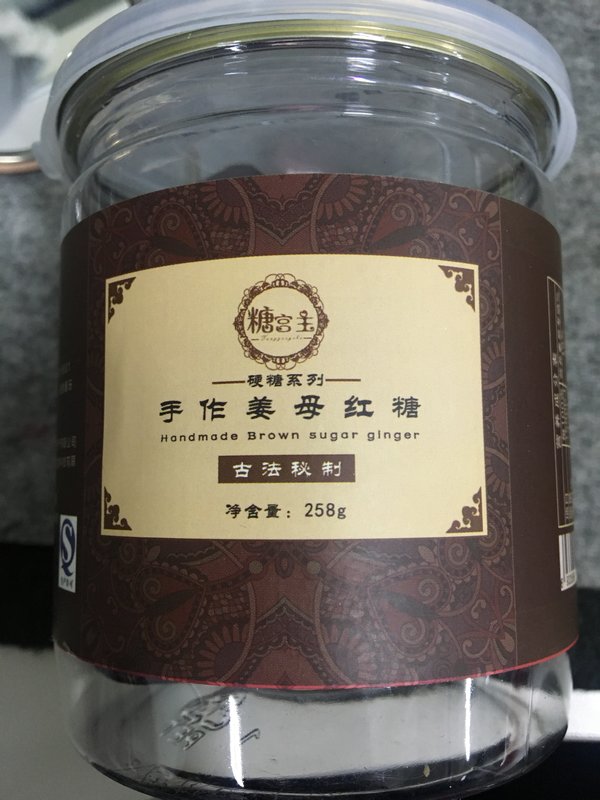 糖宫主
硬糖系列
手作姜母红糖
Handmade Brown sugar ginger
古法秘制
净含量：258g